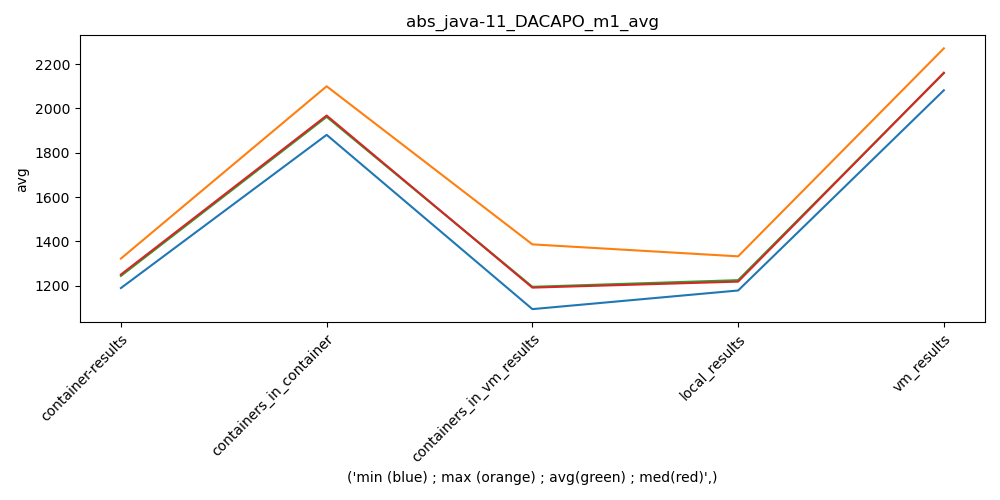 abs_java-11_DACAPO_m1_avg
2200
2000
1800
1600
1400
1200
avg
container-results
containers_in_container
containers_in_vm_results
local_results
vm_results
('min (blue) ; max (orange) ; avg(green) ; med(red)',)